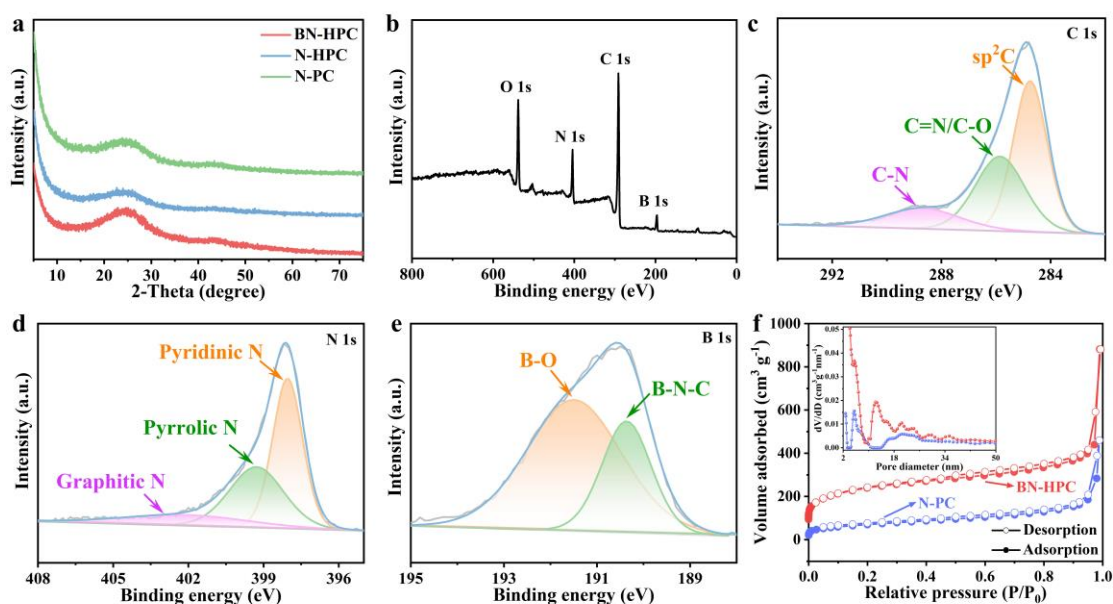 a
BN-HPC
N-HPC
N-PC
Intensity (a.u.)
10 20 30 40 50 60 70
2-Theta (degree)
b
C 1s
O 1s
N 1s
B 1s
Intensity (a.u.)
800 600 400 200 0
Binding energy (eV)
c
C 1s
sp²C
C=N/C-O
C-N
Intensity (a.u.)
292 288 284
Binding energy (eV)
d
N 1s
Pyridinic N
Pyrrolic N
Graphitic N
Intensity (a.u.)
408 405 402 399 396
Binding energy (eV)
e
B 1s
B-O
B-N-C
Intensity (a.u.)
195 193 191 189
Binding energy (eV)
f
1000
800
600
400
200
0
Volume adsorbed (cm³ g⁻¹)
0.05
0.04
0.03
0.02
0.01
0.00
dV/dD (cm³g⁻¹nm⁻¹)
2 18 34 50
Pore diameter (nm)
BN-HPC
N-PC
Desorption
Adsorption
0.0 0.2 0.4 0.6 0.8 1.0
Relative pressure (P/P₀)